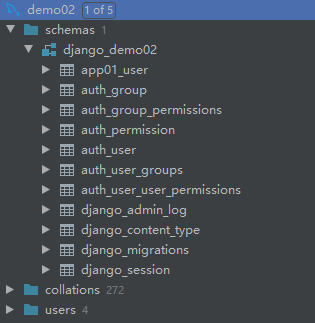 demo02 1 of 5
schemas 1
django_demo02
app01_user
auth_group
auth_group_permissions
auth_permission
auth_user
auth_user_groups
auth_user_user_permissions
django_admin_log
django_content_type
django_migrations
django_session
collations 272
users 4